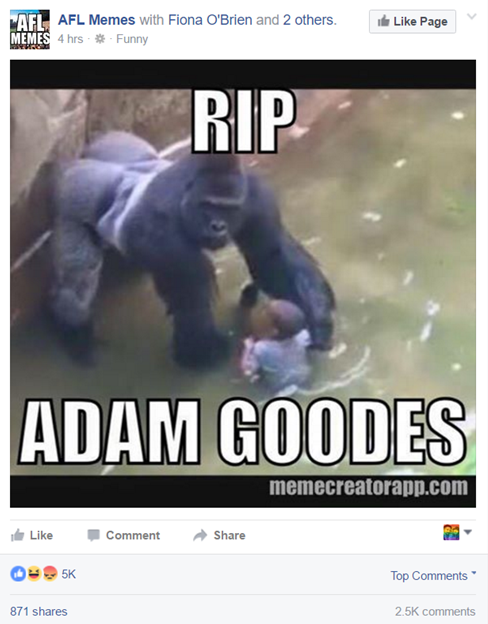 AFL MEMES
AFL Memes with Fiona O'Brien and 2 others.
4 hrs · Funny
Like Page
RIP
ADAM GOODES
memecreatorapp.com
Like Comment Share
5K
Top Comments
871 shares
2.5K comments